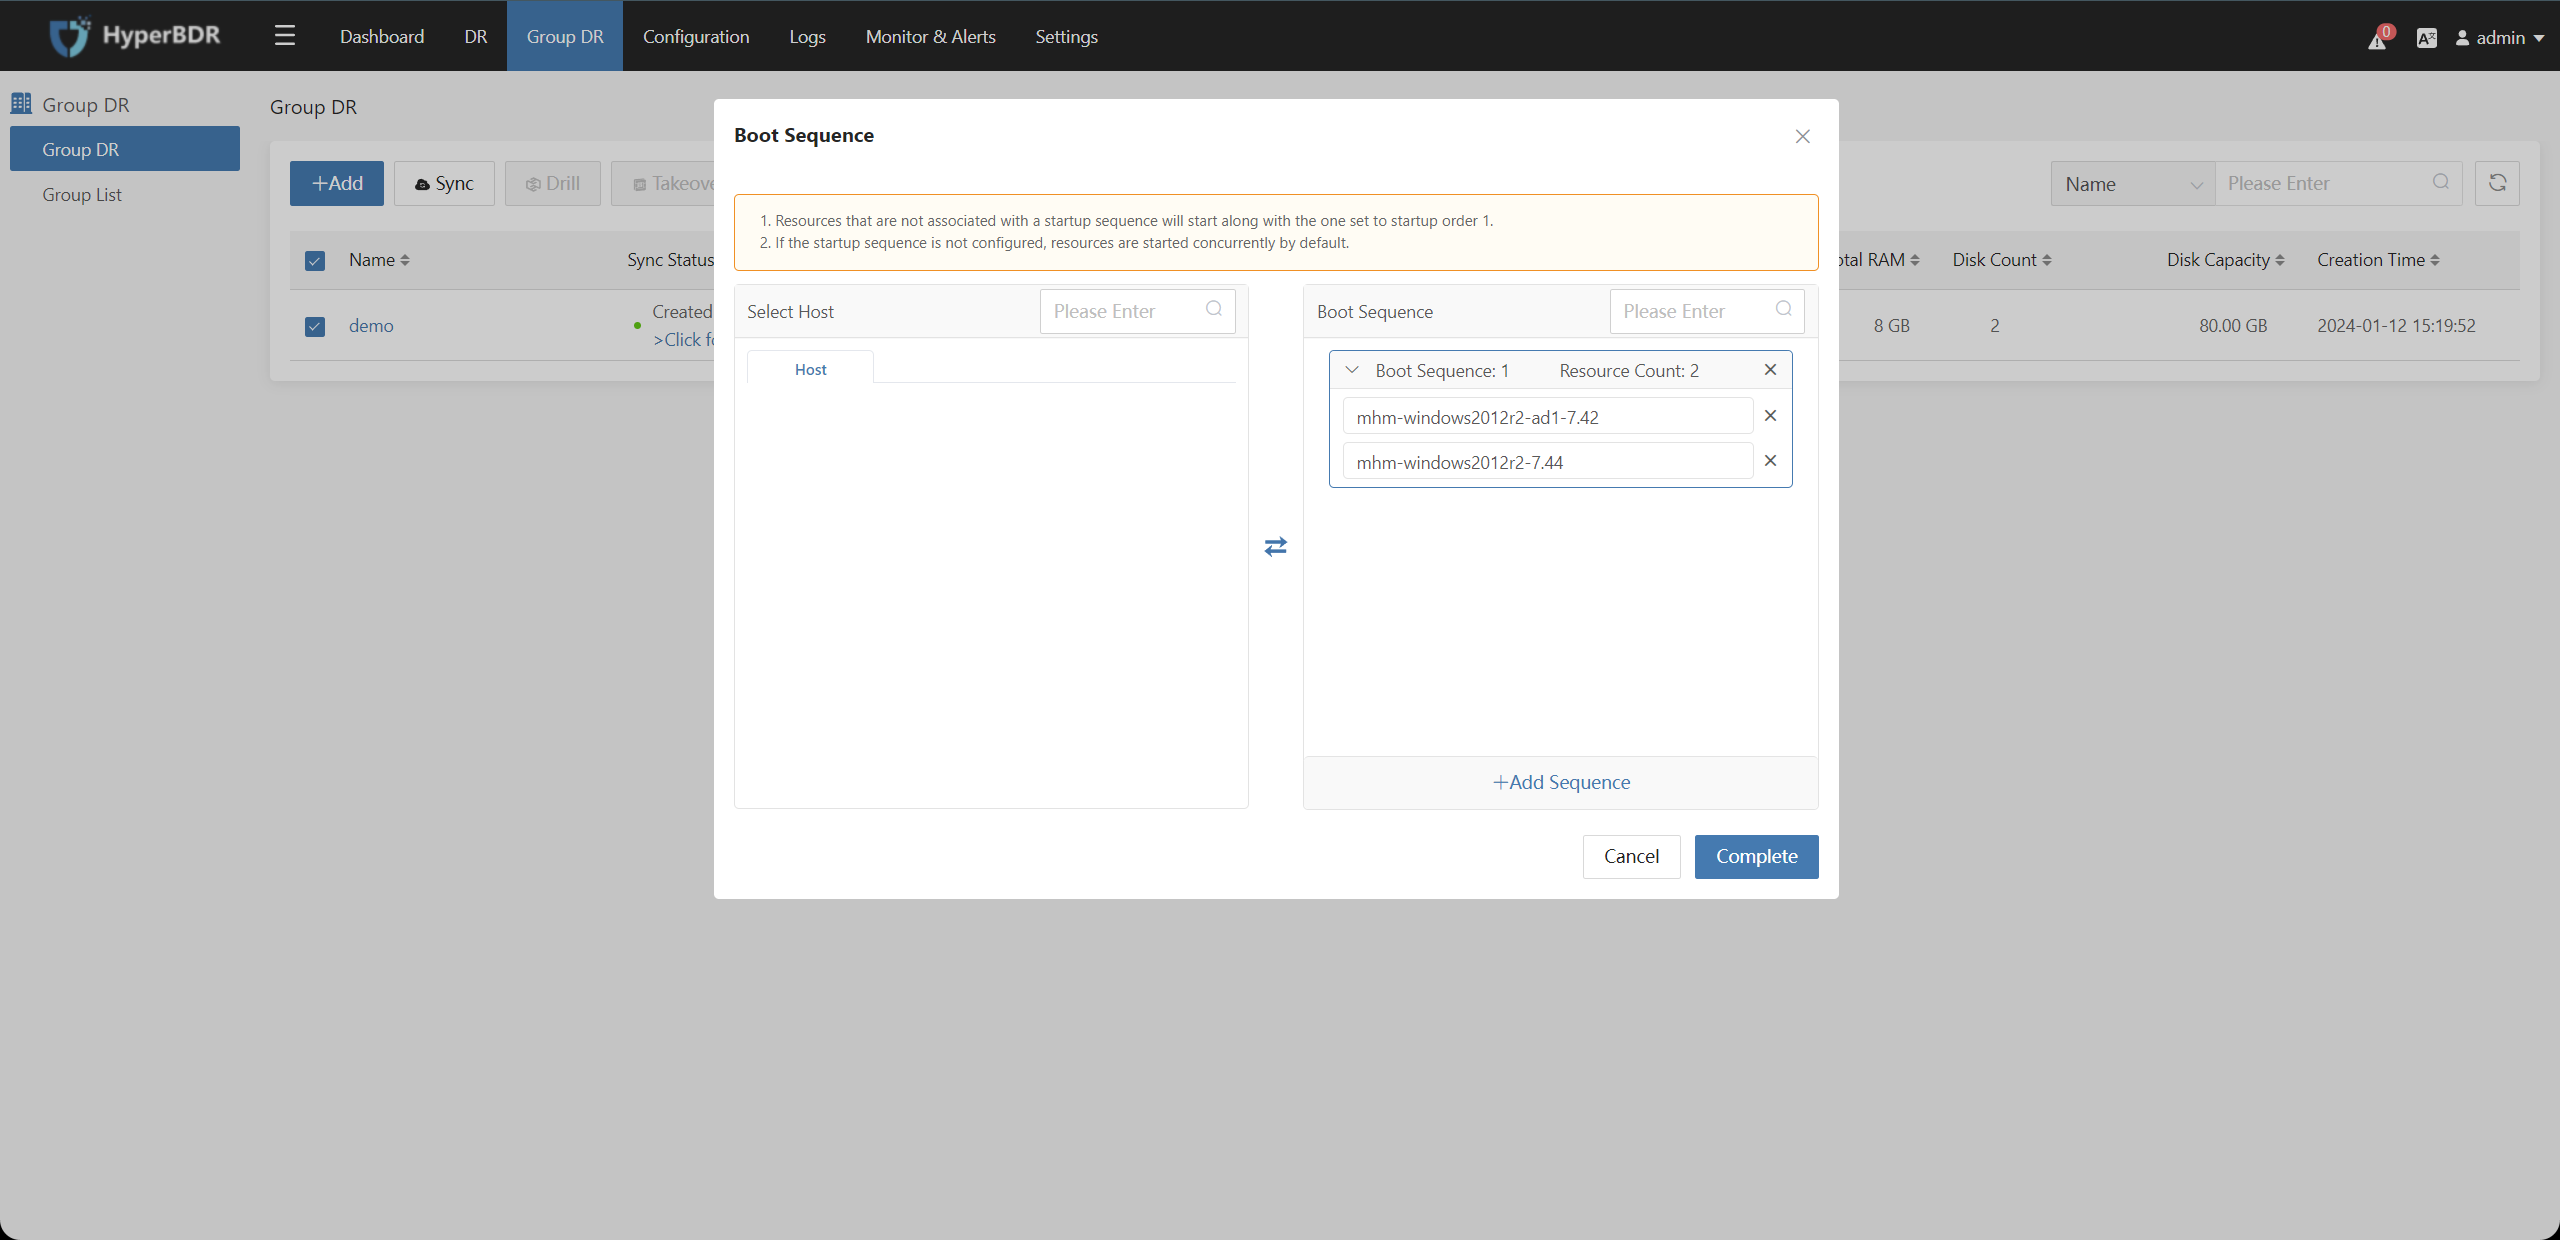 HyperBDR
Dashboard
DR
Group DR
Configuration
Logs
Monitor & Alerts
Settings
0
admin
Group DR
Group DR
Group List
Group DR
+Add
Sync
Drill
Takeove
Name
Please Enter
Name
Sync Status
otal RAM
Disk Count
Disk Capacity
Creation Time
demo
Created
>Click fo
8 GB
2
80.00 GB
2024-01-12 15:19:52
Boot Sequence
1. Resources that are not associated with a startup sequence will start along with the one set to startup order 1.
2. If the startup sequence is not configured, resources are started concurrently by default.
Select Host
Please Enter
Host
Boot Sequence
Please Enter
Boot Sequence: 1
Resource Count: 2
mhm-windows2012r2-ad1-7.42
mhm-windows2012r2-7.44
+Add Sequence
Cancel
Complete